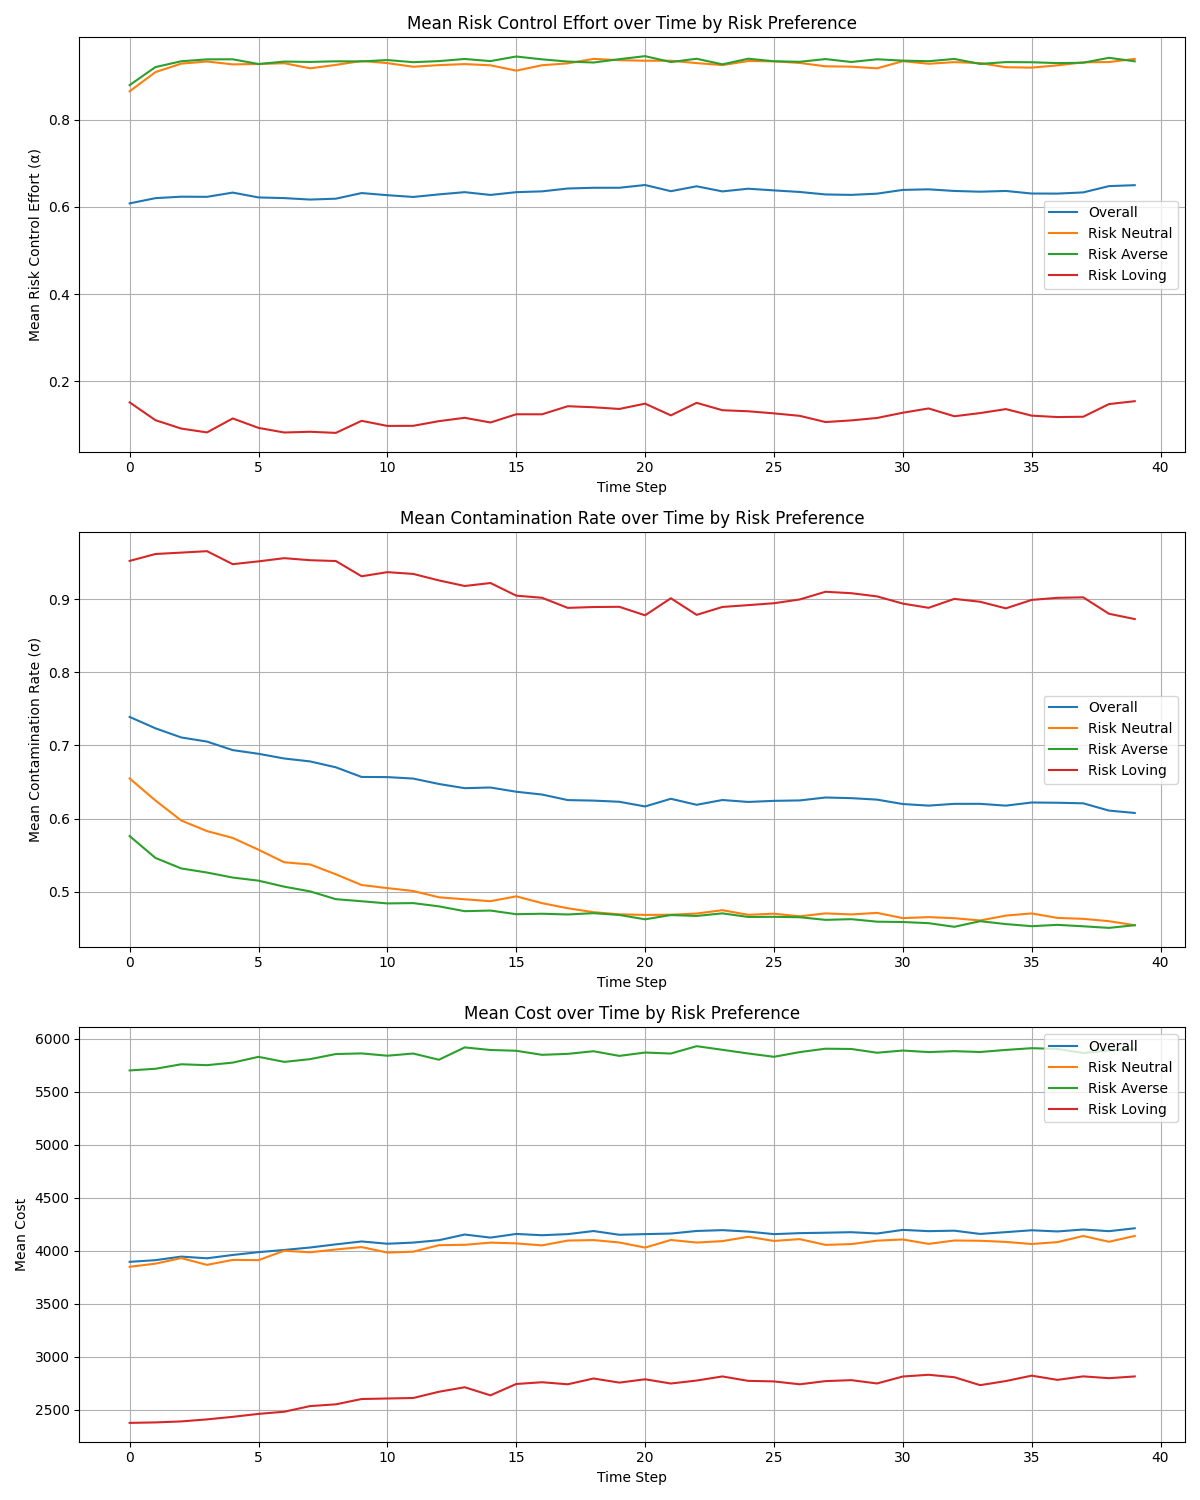 Mean Risk Control Effort over Time by Risk Preference
Mean Risk Control Effort (α)
0.8
0.6
0.4
0.2
Overall
Risk Neutral
Risk Averse
Risk Loving
0 5 10 15 20 25 30 35 40
Time Step
Mean Contamination Rate over Time by Risk Preference
Mean Contamination Rate (σ)
0.9
0.8
0.7
0.6
0.5
Overall
Risk Neutral
Risk Averse
Risk Loving
0 5 10 15 20 25 30 35 40
Time Step
Mean Cost over Time by Risk Preference
Mean Cost
6000
5500
5000
4500
4000
3500
3000
2500
Overall
Risk Neutral
Risk Averse
Risk Loving
0 5 10 15 20 25 30 35 40
Time Step